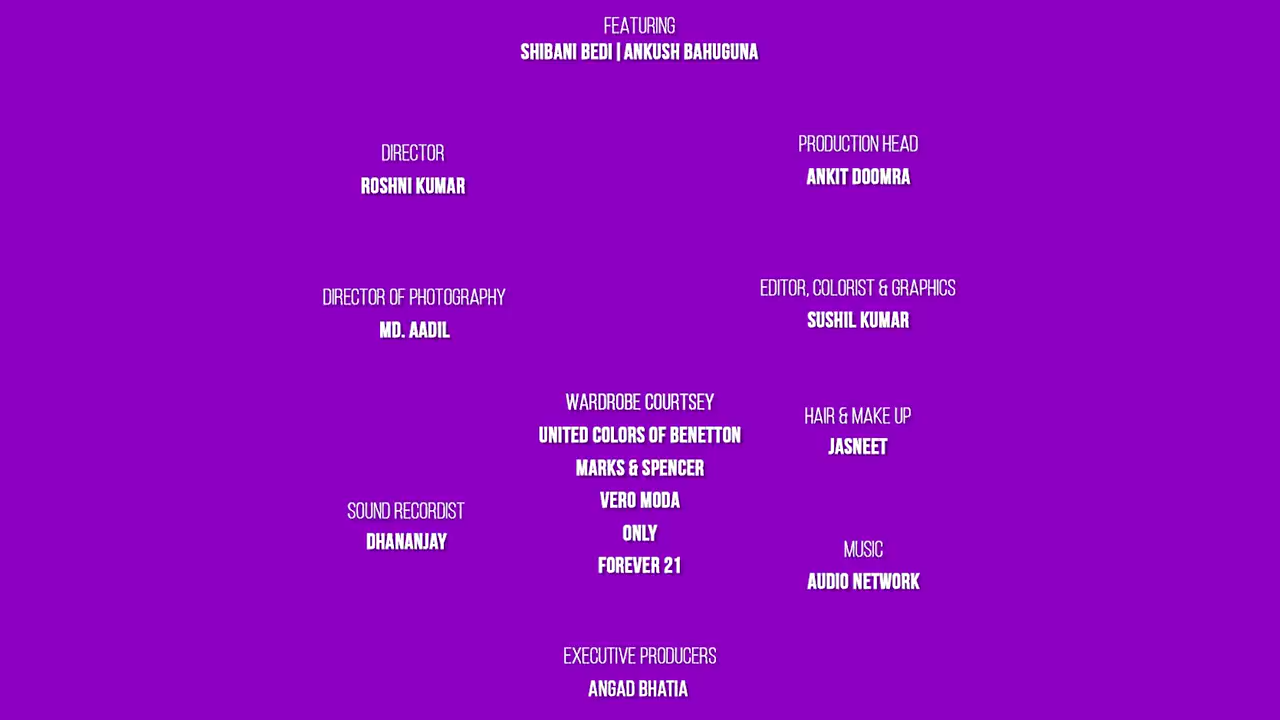 FEATURING
SHIBANI BEDI | ANKUSH BAHUGUNA
DIRECTOR
ROSHNI KUMAR
PRODUCTION HEAD
ANKIT DOOMRA
DIRECTOR OF PHOTOGRAPHY
MD. AADIL
EDITOR, COLORIST & GRAPHICS
SUSHIL KUMAR
WARDROBE COURTSEY
UNITED COLORS OF BENETTON
MARKS & SPENCER
VERO MODA
ONLY
FOREVER 21
HAIR & MAKE UP
JASNEET
SOUND RECORDIST
DHANANJAY
MUSIC
AUDIO NETWORK
EXECUTIVE PRODUCERS
ANGAD BHATIA